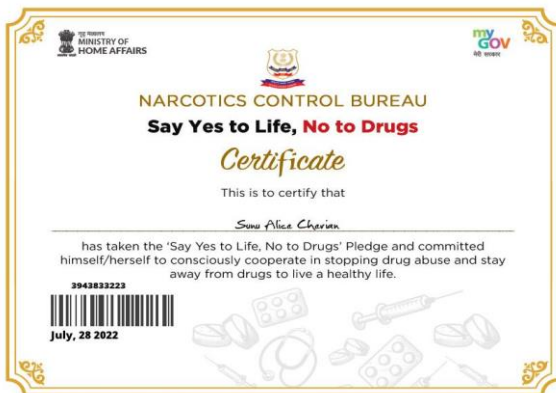 गृह मंत्रालय
MINISTRY OF
HOME AFFAIRS
my
GOV
मेरी सरकार
NARCOTICS CONTROL BUREAU
Say Yes to Life, No to Drugs
Certificate
This is to certify that
Sunu Alice Cherian
has taken the ‘Say Yes to Life, No to Drugs’ Pledge and committed
himself/herself to consciously cooperate in stopping drug abuse and stay
away from drugs to live a healthy life.
3943833223
July, 28 2022